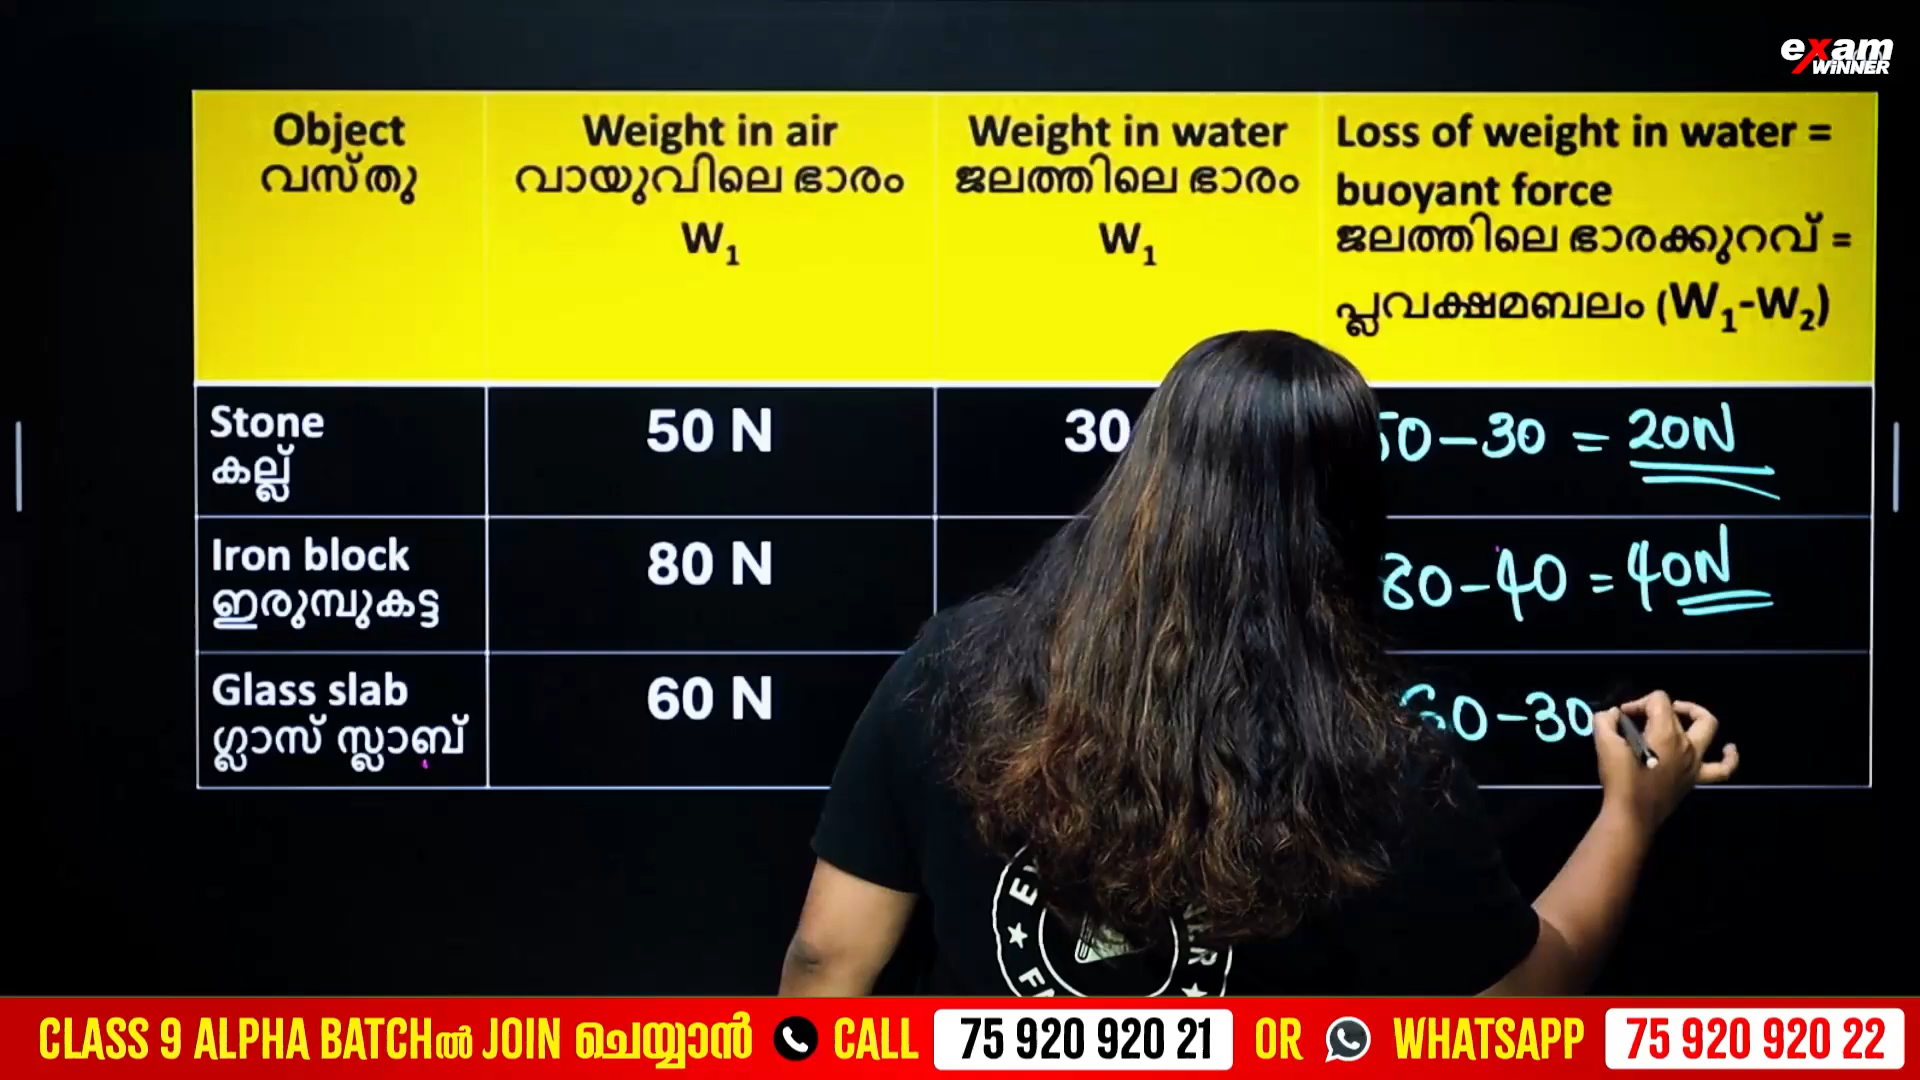 exam
WINNER
Object
വസ്തു
Weight in air
വായുവിലെ ഭാരം
W₁
Weight in water
ജലത്തിലെ ഭാരം
W₁
Loss of weight in water =
buoyant force
ജലത്തിലെ ഭാരക്കുറവ് =
പ്ലവക്ഷമബലം (W₁-W₂)
Stone
കല്ല്
50 N
30
50-30 = 20N
Iron block
ഇരുമ്പുകട്ട
80 N
80-40 = 40N
Glass slab
ഗ്ലാസ് സ്ലാബ്
60 N
60-30
CLASS 9 ALPHA BATCHൽ JOIN ചെയ്യാൻ CALL 75 920 920 21 OR WHATSAPP 75 920 920 22